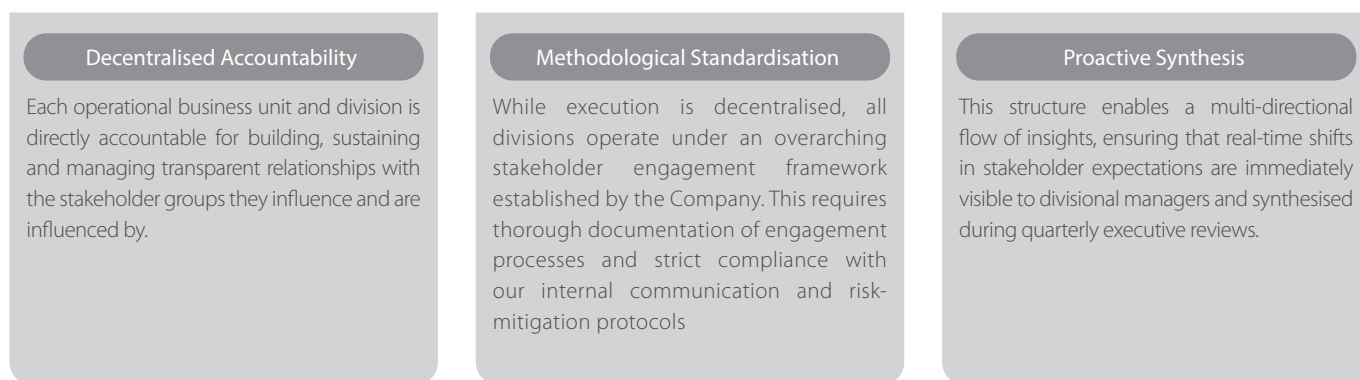 Decentralised Accountability
Each operational business unit and division is
directly accountable for building, sustaining
and managing transparent relationships with
the stakeholder groups they influence and are
influenced by.
Methodological Standardisation
While execution is decentralised, all
divisions operate under an overarching
stakeholder engagement framework
established by the Company. This requires
thorough documentation of engagement
processes and strict compliance with
our internal communication and risk-
mitigation protocols
Proactive Synthesis
This structure enables a multi-directional
flow of insights, ensuring that real-time shifts
in stakeholder expectations are immediately
visible to divisional managers and synthesised
during quarterly executive reviews.